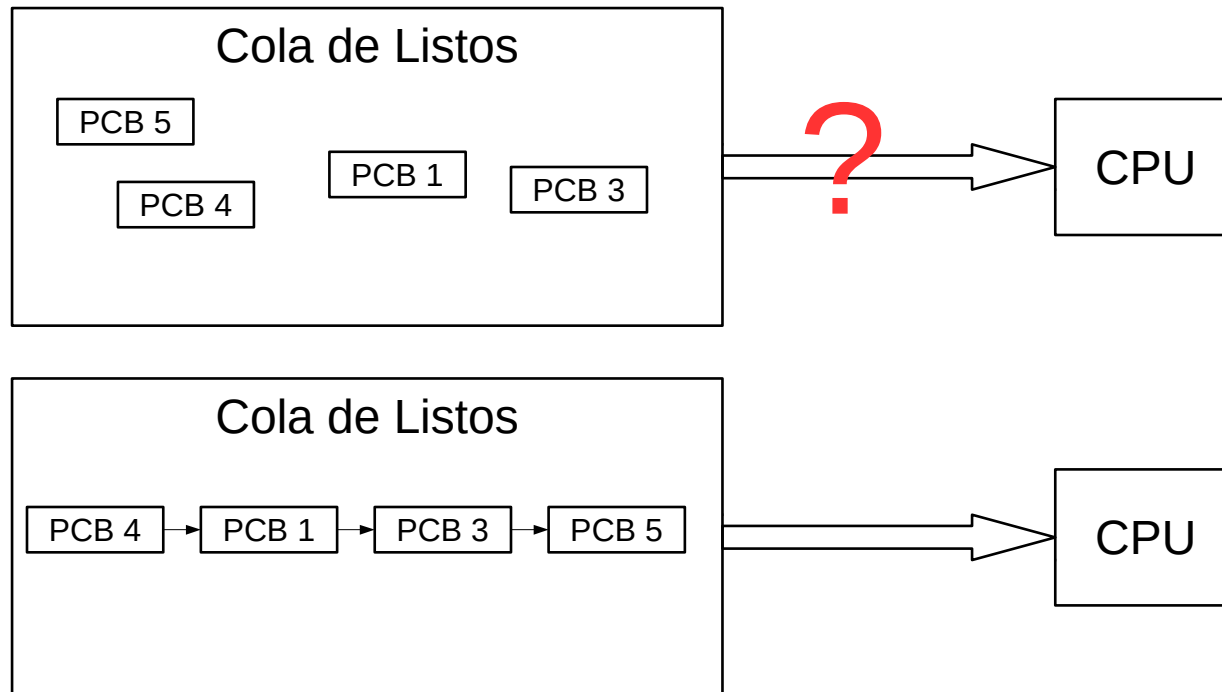 Cola de Listos
PCB 5
PCB 4
PCB 1
PCB 3
?
CPU
Cola de Listos
PCB 4
PCB 1
PCB 3
PCB 5
CPU